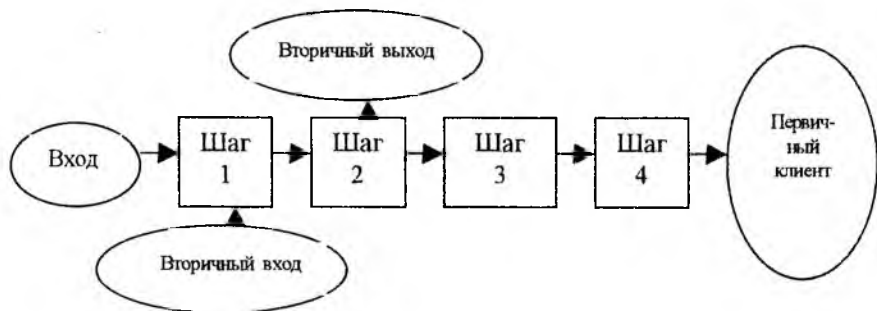 Вторичный выход
Вход
Шаг
1
Шаг
2
Шаг
3
Шаг
4
Первич-
ный
клиент
Вторичный вход